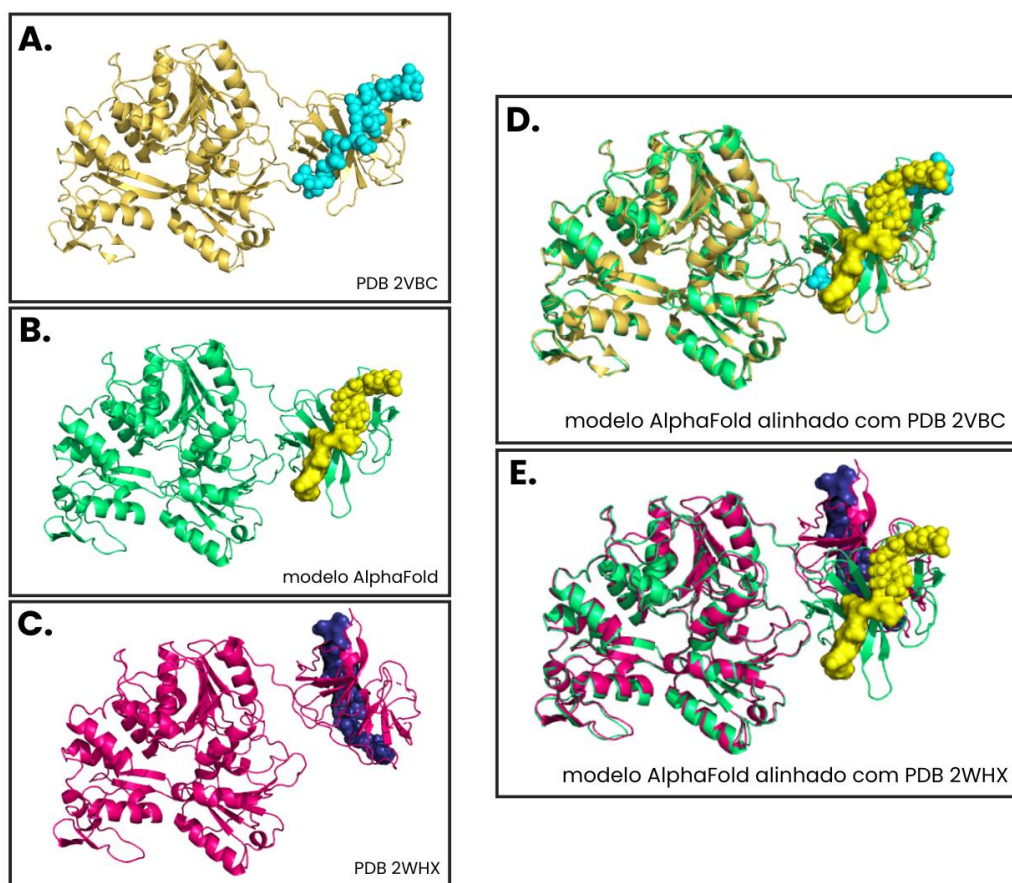 A.
PDB 2VBC
B.
modelo AlphaFold
C.
PDB 2WHX
D.
modelo AlphaFold alinhado com PDB 2VBC
E.
modelo AlphaFold alinhado com PDB 2WHX